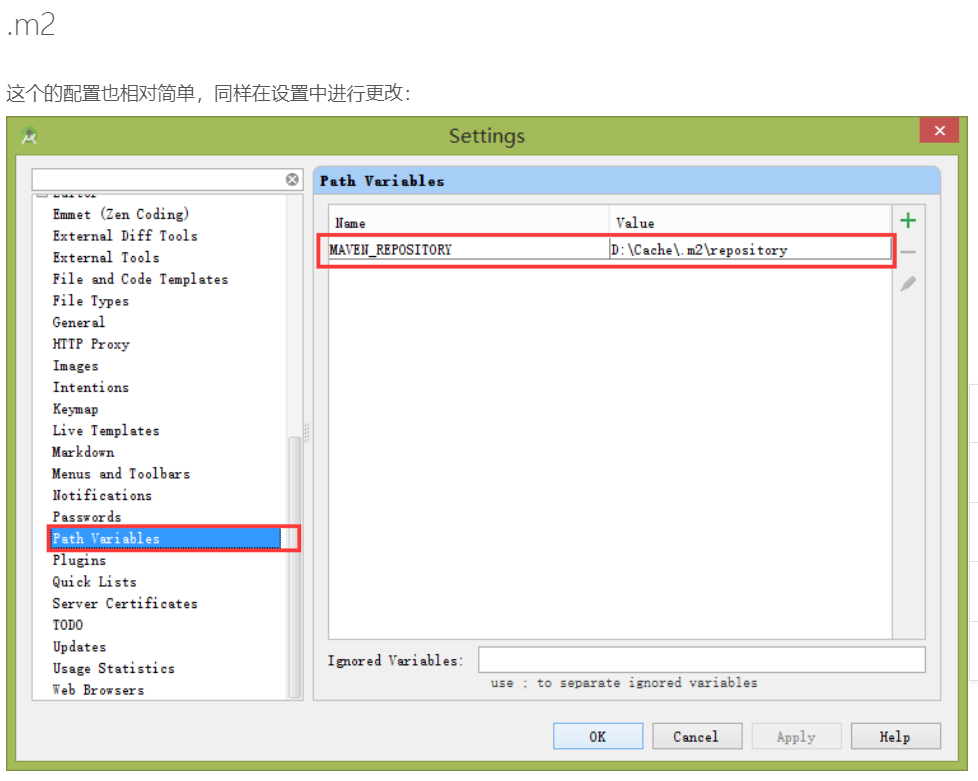 .m2
这个的配置也相对简单，同样在设置中进行更改：
Settings
Path Variables
Emmet (Zen Coding)
External Diff Tools
External Tools
File and Code Templates
File Types
General
HTTP Proxy
Images
Intentions
Keymap
Live Templates
Markdown
Menus and Toolbars
Notifications
Passwords
Path Variables
Plugins
Quick Lists
Server Certificates
TODO
Updates
Usage Statistics
Web Browsers
Name Value
MAVEN_REPOSITORY D:\Cache\.m2\repository
Ignored Variables:
use ; to separate ignored variables
OK Cancel Apply Help